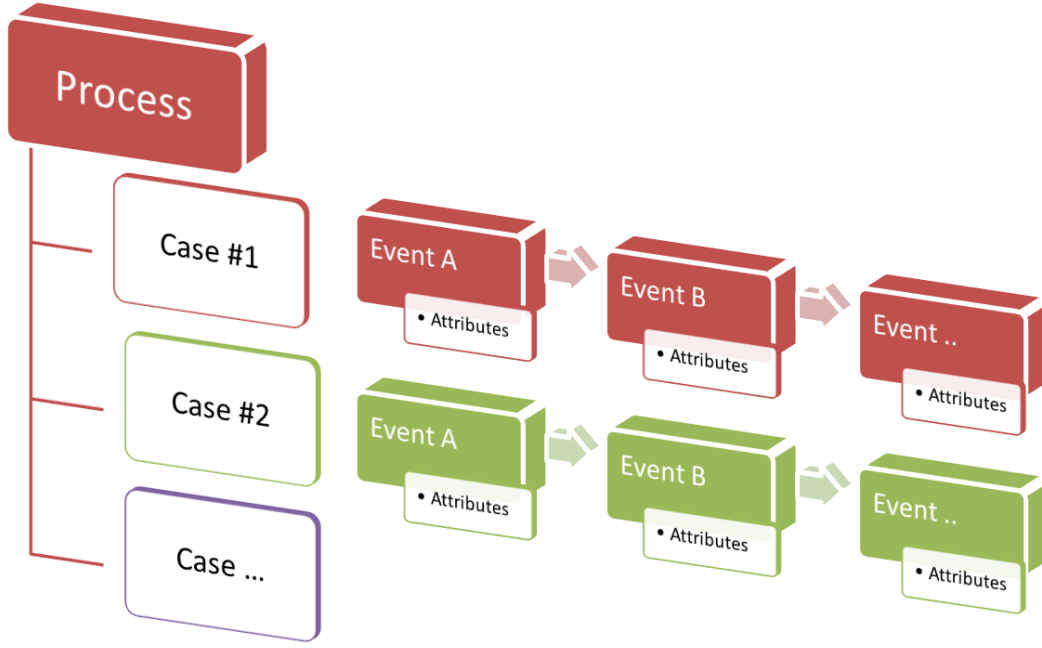 Process
Case #1
Event A
• Attributes
Event B
• Attributes
Event ..
• Attributes
Case #2
Event A
• Attributes
Event B
• Attributes
Event ..
• Attributes
Case ...